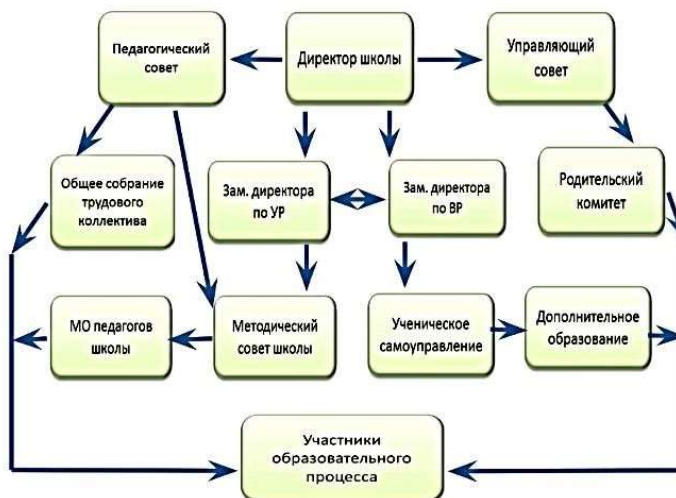 Педагогический
совет
Директор школы
Управляющий
совет
Общее собрание
трудового
коллектива
Зам. директора
по УР
Зам. директора
по ВР
Родительский
комитет
МО педагогов
школы
Методический
совет школы
Ученическое
самоуправление
Дополнительное
образование
Участники
образовательного
процесса